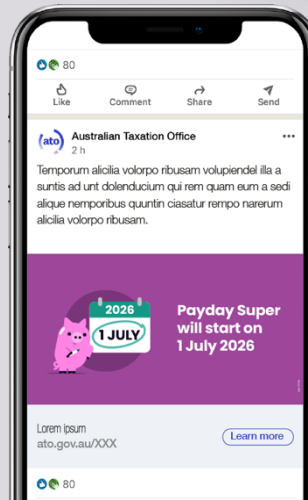 80
Like Comment Share Send
ato
Australian Taxation Office
2 h
Temporum alicilia volorpo ribusam volupiendel illa a
suntis ad unt dolenducium qui rem quam eum a sedi
alique nemporibus quuntin ciasatur rempo narerum
alicilia volorpo ribusam.
2026
1 JULY
Payday Super
will start on
1 July 2026
Lorem ipsum
ato.gov.au/XXX
Learn more
80